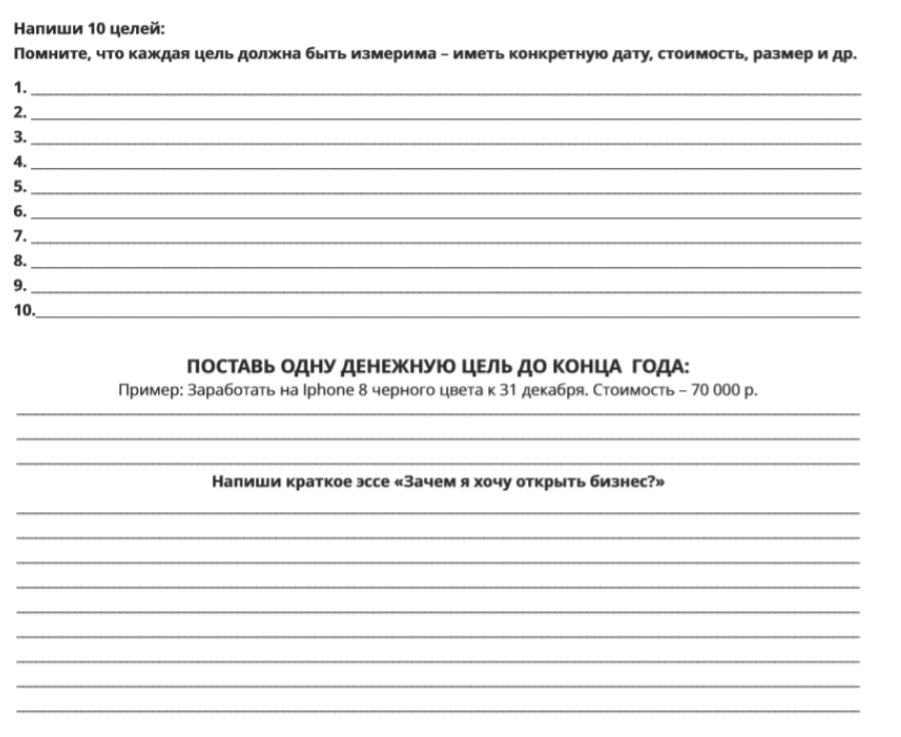 Напиши 10 целей:
Помните, что каждая цель должна быть измерима – иметь конкретную дату, стоимость, размер и др.
1.
2.
3.
4.
5.
6.
7.
8.
9.
10.
ПОСТАВЬ ОДНУ ДЕНЕЖНУЮ ЦЕЛЬ ДО КОНЦА ГОДА:
Пример: Заработать на Iphone 8 черного цвета к 31 декабря. Стоимость – 70 000 р.
Напиши краткое эссе «Зачем я хочу открыть бизнес?»